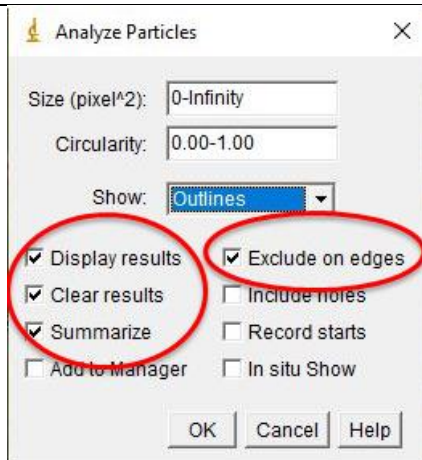 Analyze Particles
Size (pixel^2): 0-Infinity
Circularity: 0.00-1.00
Show: Outlines
Display results Exclude on edges
Clear results Include holes
Summarize Record starts
Add to Manager In situ Show
OK Cancel Help